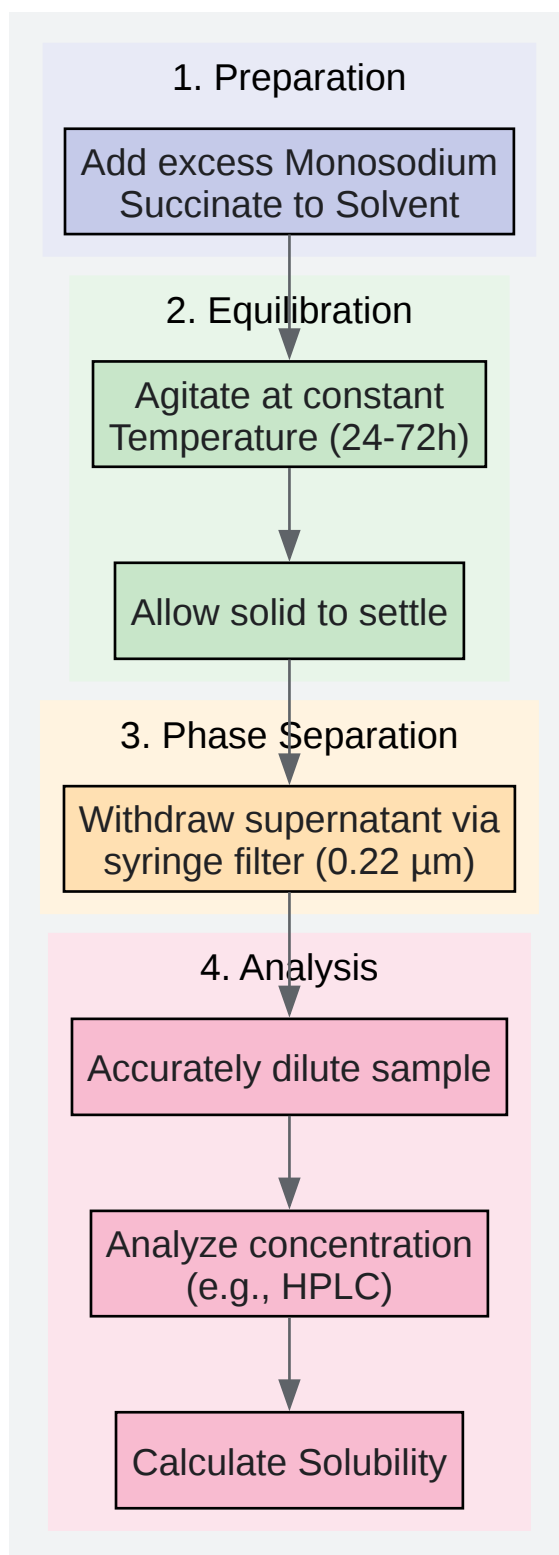 1. Preparation
Add excess Monosodium
Succinate to Solvent
2. Equilibration
Agitate at constant
Temperature (24-72h)
Allow solid to settle
3. Phase Separation
Withdraw supernatant via
syringe filter (0.22 µm)
4. Analysis
Accurately dilute sample
Analyze concentration
(e.g., HPLC)
Calculate Solubility